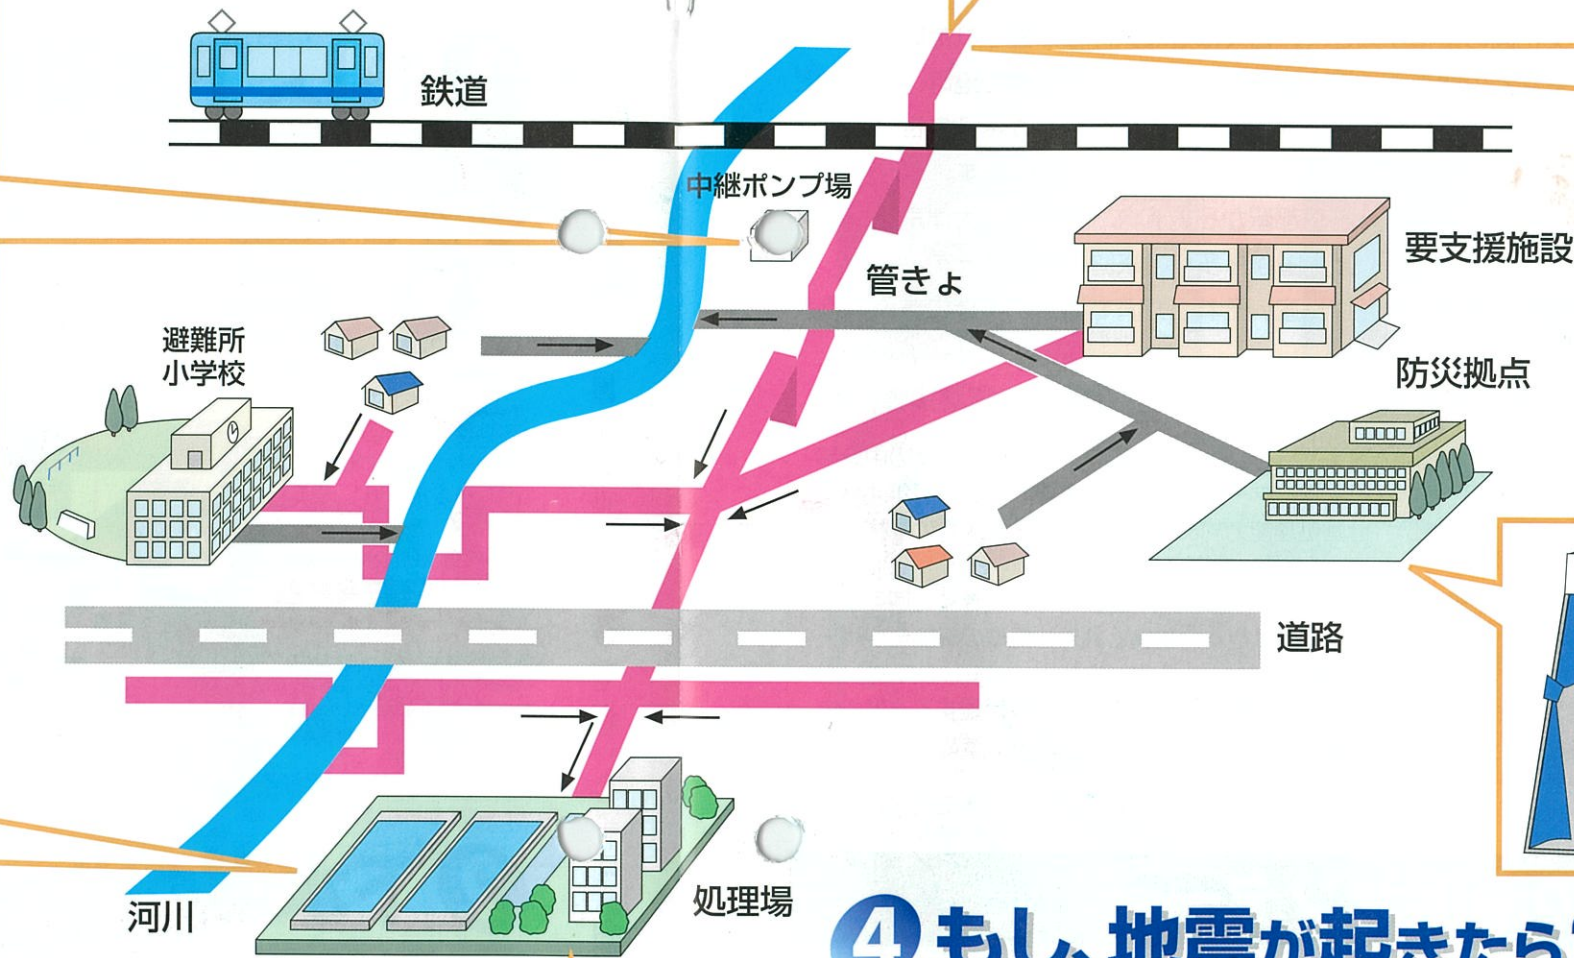 鉄道
中継ポンプ場
管きょ
要支援施設
避難所
小学校
防災拠点
道路
処理場
河川
4 もし、地震が起きたら